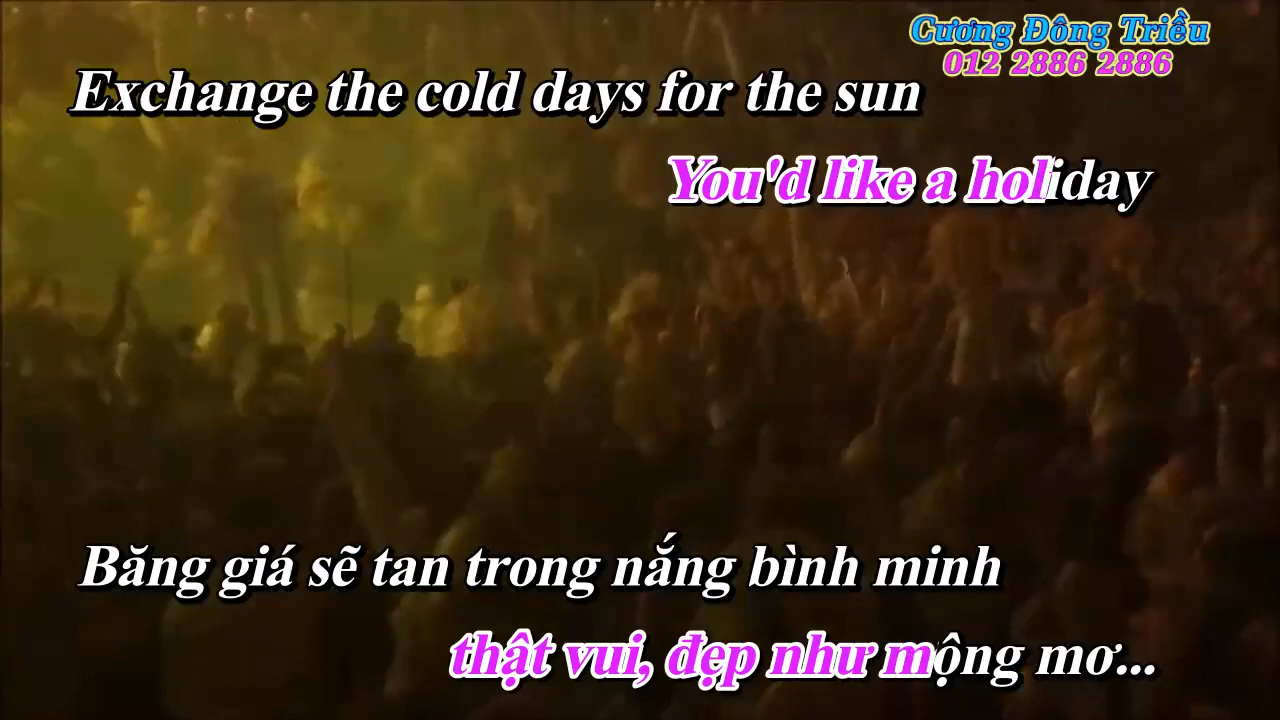 Cương Đông Triều
012 2886 2886
Exchange the cold days for the sun
You'd like a holiday
Băng giá sẽ tan trong nắng bình minh
thật vui, đẹp như mộng mơ...